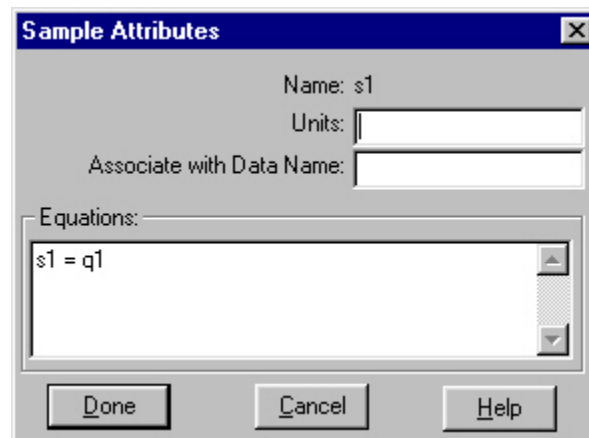 Sample Attributes
Name: s1
Units:
Associate with Data Name:
Equations:
s1 = q1
Done Cancel Help